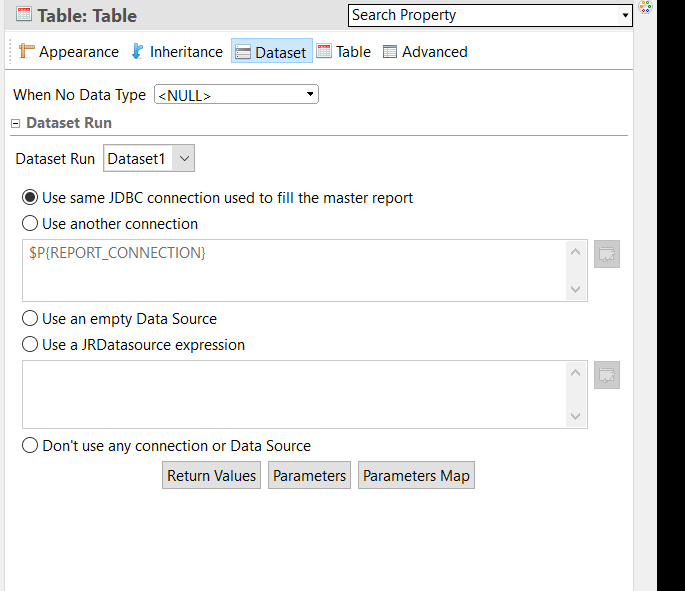 Table: Table
Search Property
Appearance Inheritance Dataset Table Advanced
When No Data Type <NULL>
Dataset Run
Dataset Run Dataset1
Use same JDBC connection used to fill the master report
Use another connection
$P{REPORT_CONNECTION}
Use an empty Data Source
Use a JRDatasource expression
Don't use any connection or Data Source
Return Values Parameters Parameters Map